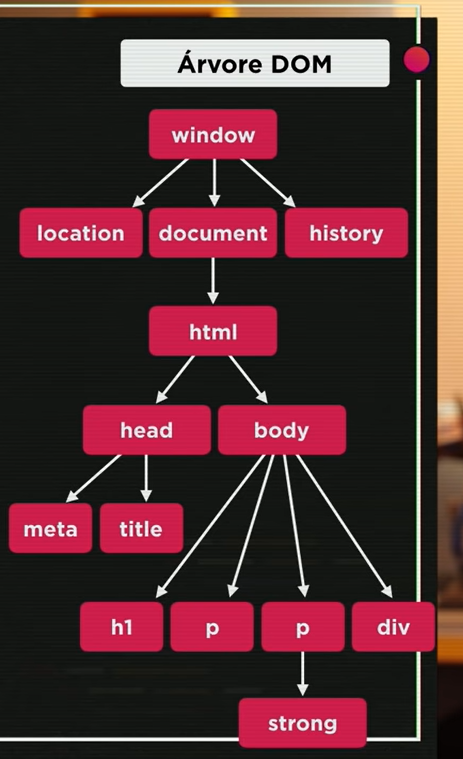 Árvore DOM
window
location document history
html
head body
meta title
h1 p p div
strong